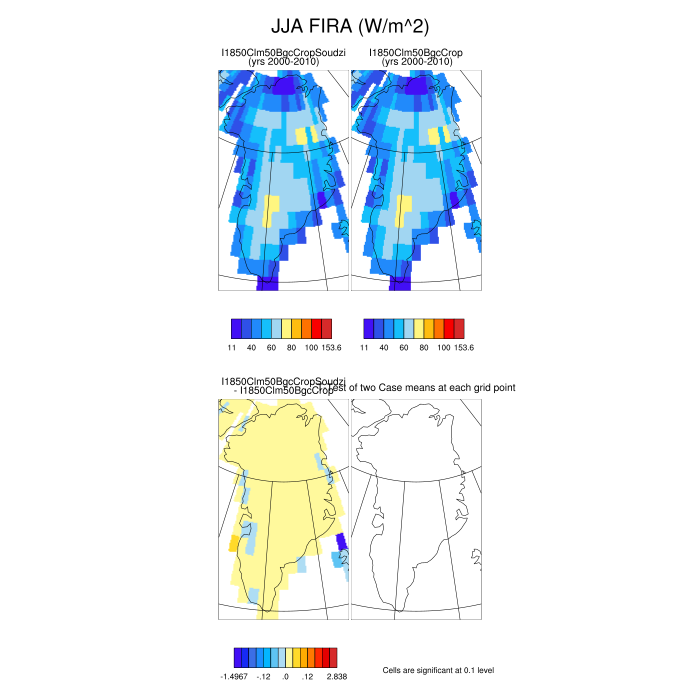 JJA FIRA (W/m^2)
I1850Clm50BgcCropSoudzi
(yrs 2000-2010)
I1850Clm50BgcCrop
(yrs 2000-2010)
11 40 60 80 100 153.6
11 40 60 80 100 153.6
I1850Clm50BgcCropSoudzi
- I1850Clm50BgcCrop
Test of two Case means at each grid point
-1.4967 -.12 .0 .12 2.838
Cells are significant at 0.1 level